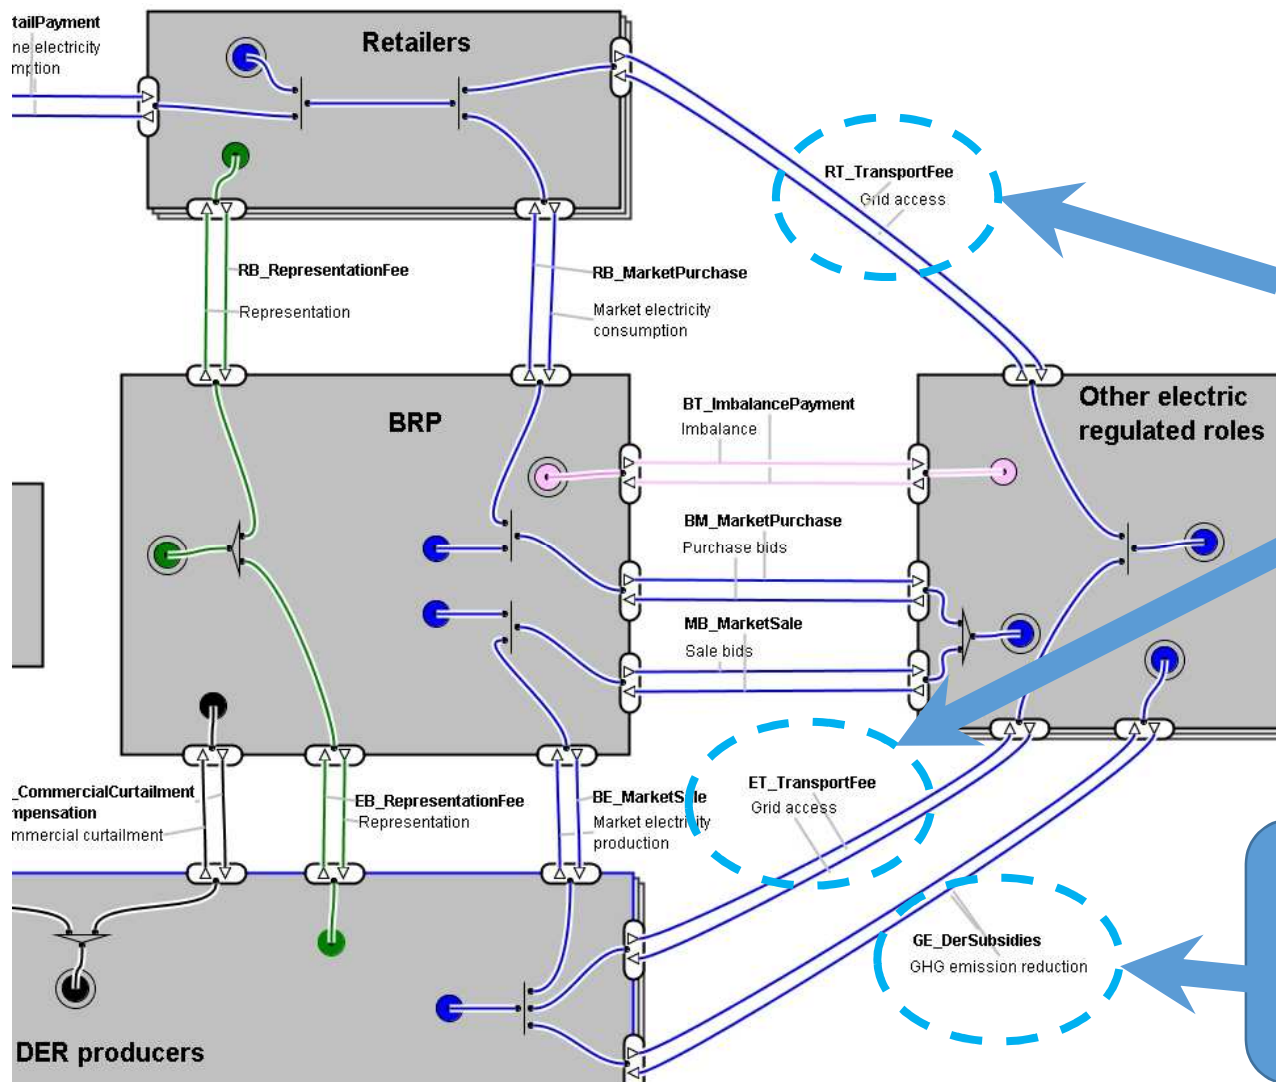 tailPayment
ne electricity
mption
Retailers
RT_TransportFee
Grid access
RB_RepresentationFee
Representation
RB_MarketPurchase
Market electricity
consumption
BRP
BT_ImbalancePayment
Imbalance
Other electric
regulated roles
BM_MarketPurchase
Purchase bids
MB_MarketSale
Sale bids
_CommercialCurtailment
mpensation
mmercial curtailment
EB_RepresentationFee
Representation
BE_MarketSale
Market electricity
production
ET_TransportFee
Grid access
GE_DerSubsidies
GHG emission reduction
DER producers